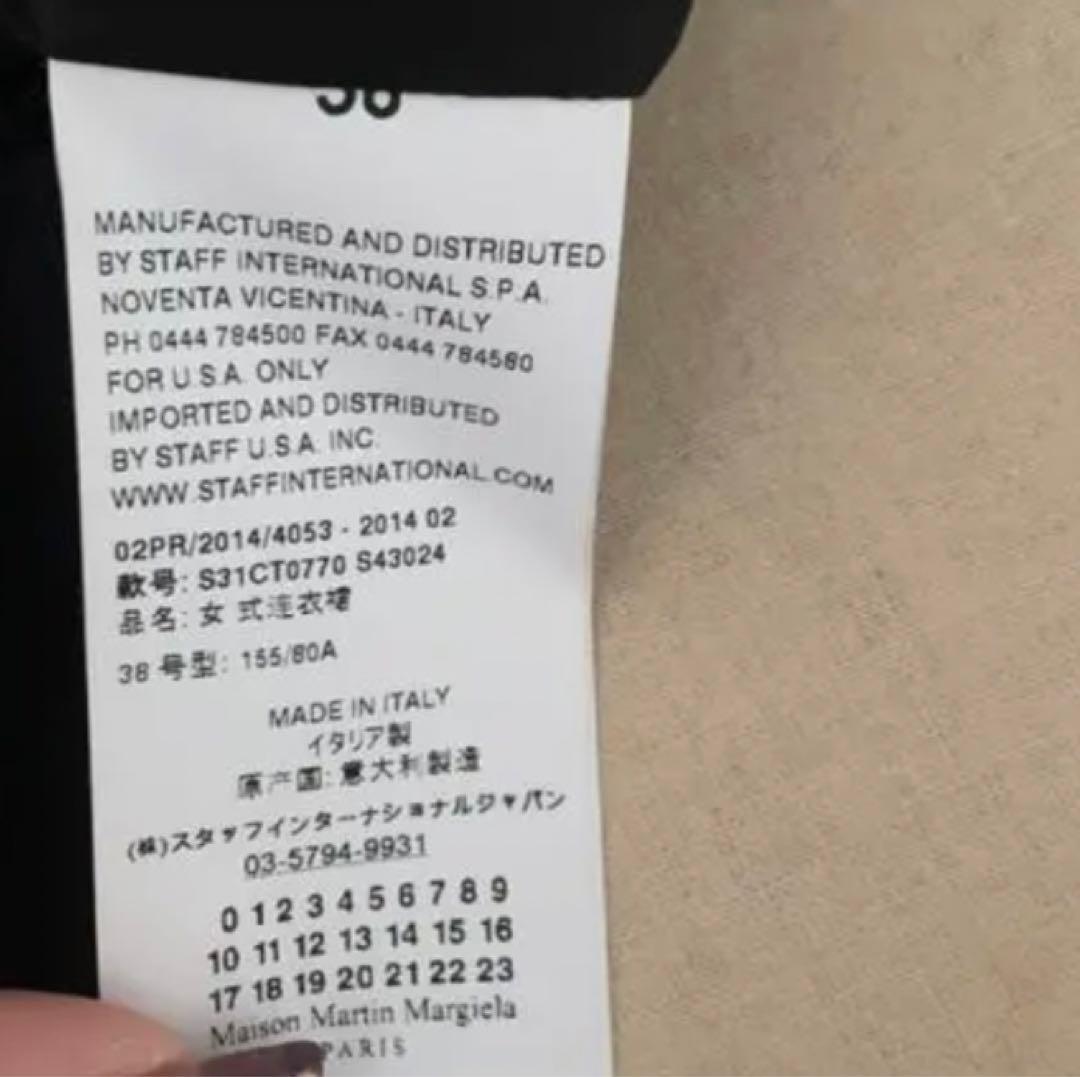 38
MANUFACTURED AND DISTRIBUTED
BY STAFF INTERNATIONAL S.P.A.
NOVENTA VICENTINA - ITALY
PH 0444 784500 FAX 0444 784580
FOR U.S.A. ONLY
IMPORTED AND DISTRIBUTED
BY STAFF U.S.A. INC.
WWW.STAFFINTERNATIONAL.COM
02PR/2014/4053 - 2014 02
款号: S31CT0770 S43024
品名: 女 式连衣裙
38 号型: 155/80A
MADE IN ITALY
イタリア製
原产国: 意大利製造
(株)スタッフインターナショナルジャパン
03-5794-9931
0 1 2 3 4 5 6 7 8 9
10 11 12 13 14 15 16
17 18 19 20 21 22 23
Maison Martin Margiela
PARIS